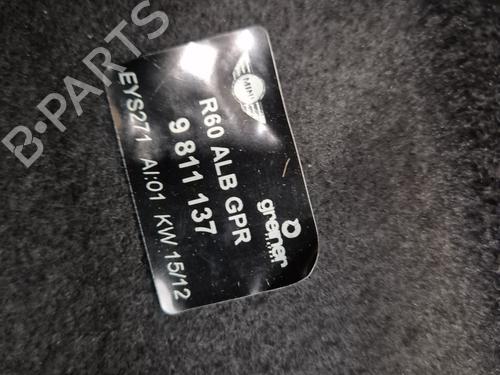 MINI
R60 ALB GPR
9 811 137
greiner
EYS271 AI:01 KW 15/12
B-PARTS